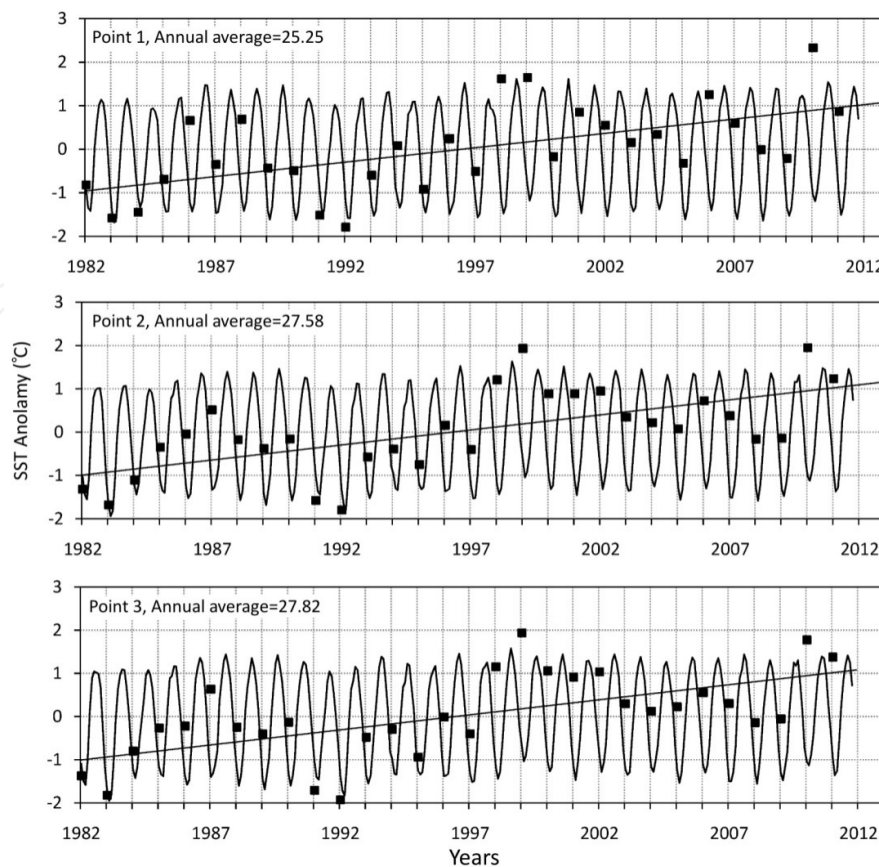 3
Point 1, Annual average=25.25
2
1
0
-1
-2
1982 1987 1992 1997 2002 2007 2012
3
Point 2, Annual average=27.58
2
1
0
-1
-2
1982 1987 1992 1997 2002 2007 2012
SST Anolamy (℃)
3
Point 3, Annual average=27.82
2
1
0
-1
-2
1982 1987 1992 1997 2002 2007 2012
Years